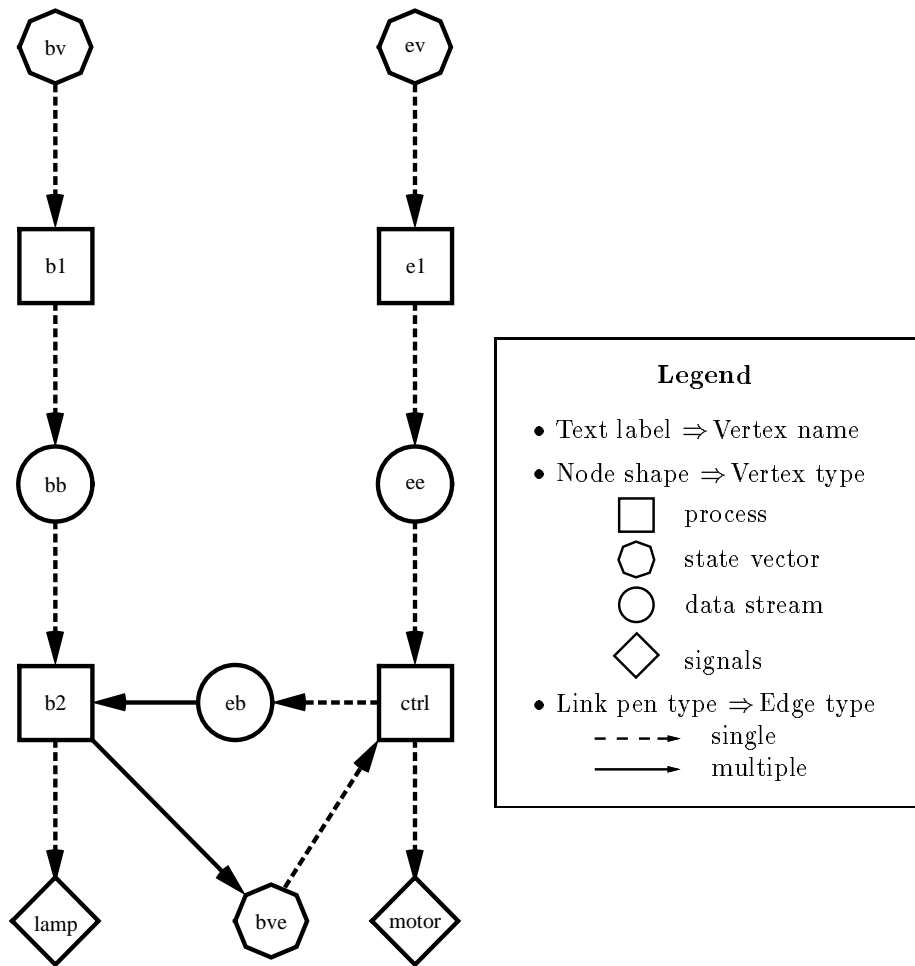 bv
ev
b1
e1
bb
ee
b2
eb
ctrl
lamp
bve
motor
Legend
• Text label ⇒ Vertex name
• Node shape ⇒ Vertex type
process
state vector
data stream
signals
• Link pen type ⇒ Edge type
single
multiple